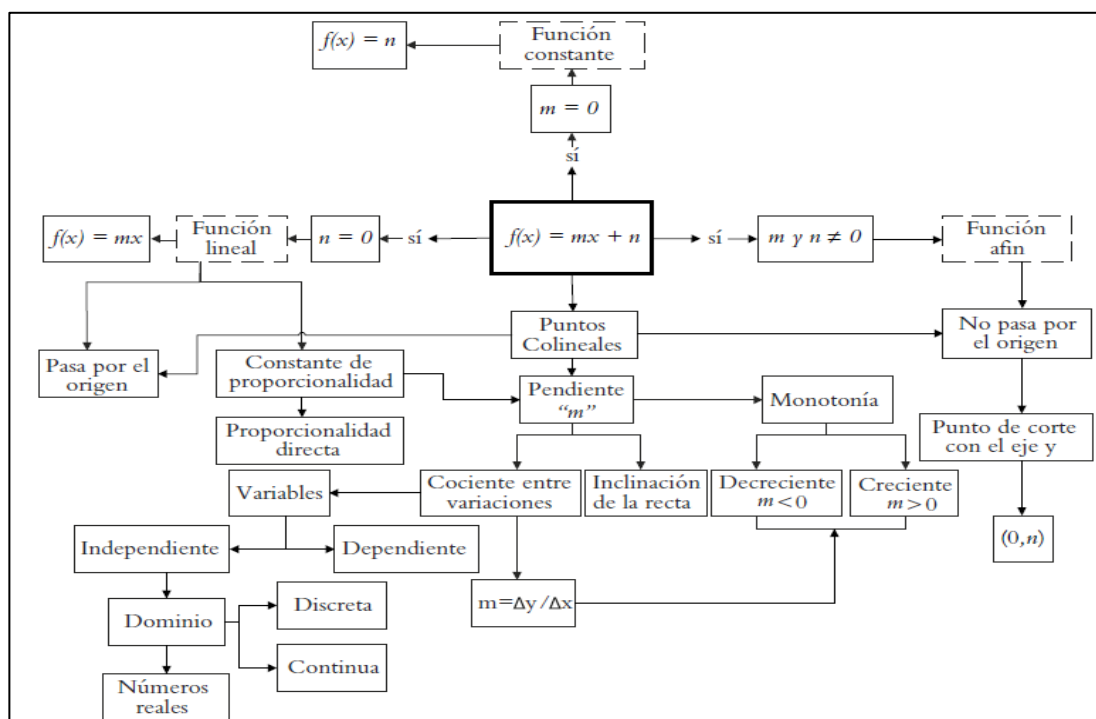 f(x) = n
Función
constante
m = 0
sí
f(x) = mx
Función
lineal
n = 0
sí
f(x) = mx + n
sí
m y n ≠ 0
Función
afin
Pasa por el
origen
Constante de
proporcionalidad
Puntos
Colineales
No pasa por
el origen
Proporcionalidad
directa
Pendiente
“m”
Monotonía
Punto de corte
con el eje y
Variables
Cociente entre
variaciones
Inclinación
de la recta
Decreciente
m<0
Creciente
m>0
(0,n)
Independiente
Dependiente
m=Δy/Δx
Dominio
Discreta
Continua
Números
reales